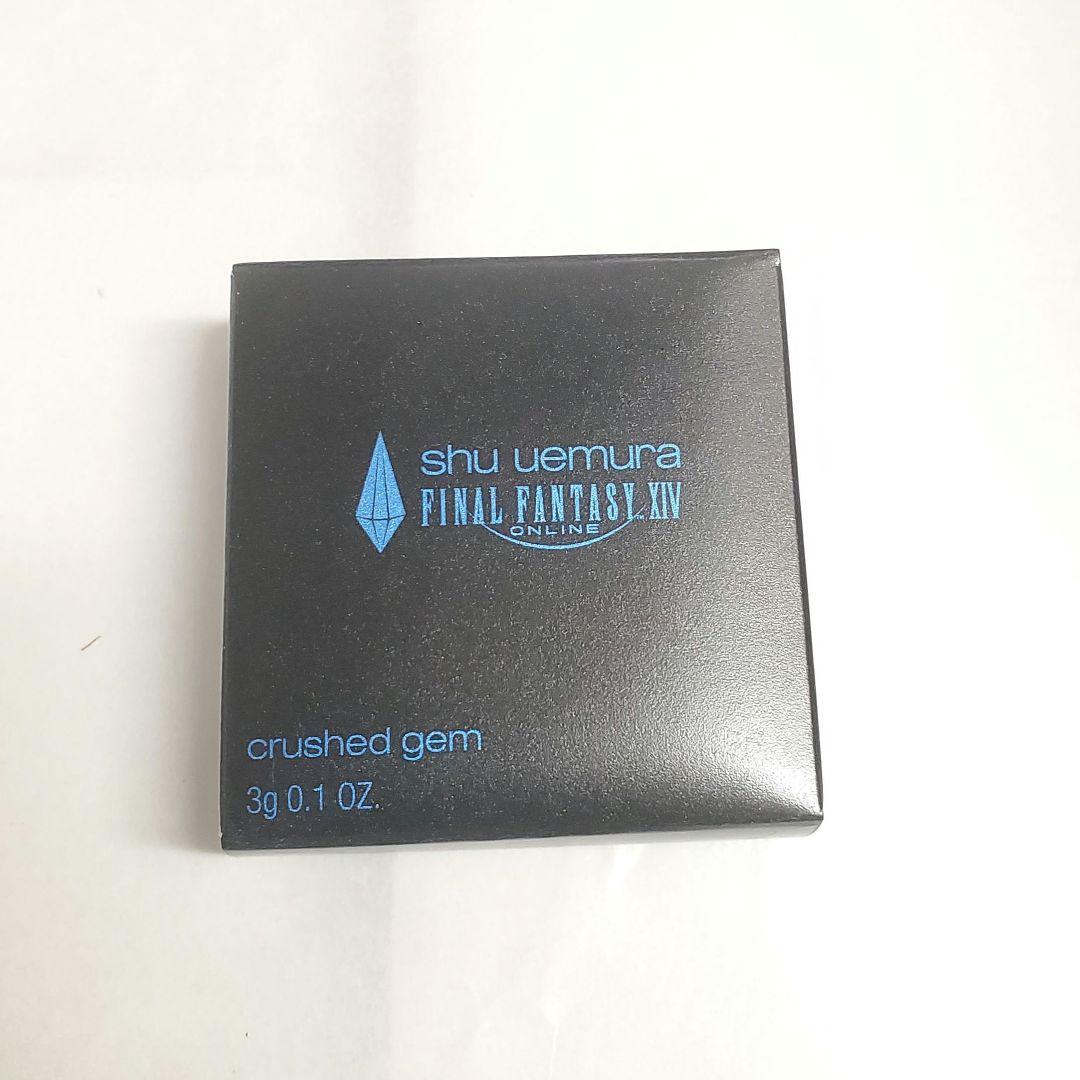 shu uemura
FINAL FANTASY XIV
ONLINE
crushed gem
3g 0.1 OZ.